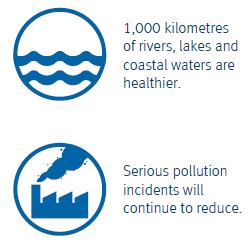 1,000 kilometres
of rivers, lakes and
coastal waters are
healthier.
Serious pollution
incidents will
continue to reduce.